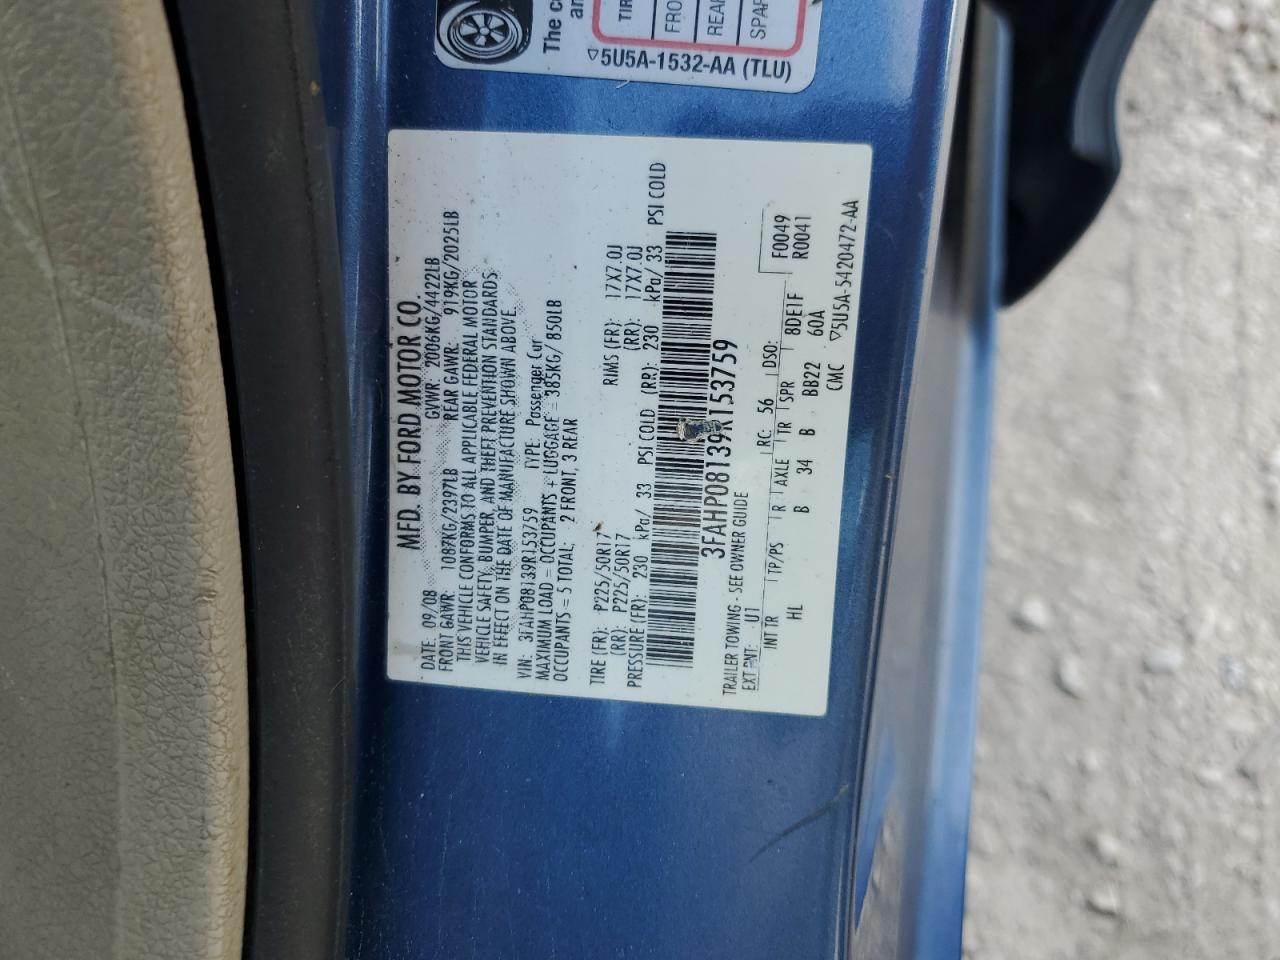 The co
an
TIR
FRO
REA
SPAR
▽5U5A-1532-AA (TLU)
MFD. BY FORD MOTOR CO.
DATE: 09/08 GVWR: 2006KG/4422LB
FRONT GAWR: 1087KG/2397LB REAR GAWR: 919KG/2025LB
THIS VEHICLE CONFORMS TO ALL APPLICABLE FEDERAL MOTOR
VEHICLE SAFETY, BUMPER, AND THEFT PREVENTION STANDARDS
IN EFFECT ON THE DATE OF MANUFACTURE SHOWN ABOVE.
VIN: 3FAHP08139R153759 TYPE: Passenger Car
MAXIMUM LOAD = OCCUPANTS + LUGGAGE = 385KG/ 850LB
OCCUPANTS = 5 TOTAL: 2 FRONT, 3 REAR
TIRE (FR): P225/50R17 RIMS (FR): 17X7.0J
(RR): P225/50R17 (RR): 17X7.0J
PRESSURE (FR): 230 kPa/ 33 PSI COLD (RR): 230 kPa/ 33 PSI COLD
3FAHP08139R153759
TRAILER TOWING - SEE OWNER GUIDE
EXT PNT: U1 RC: 56 DSO: F0049
R0041
INT TR TP/PS R AXLE TR SPR 8DE1F
HL B 34 B BB22 60A
CMC ▽5U5A-5420472-AA